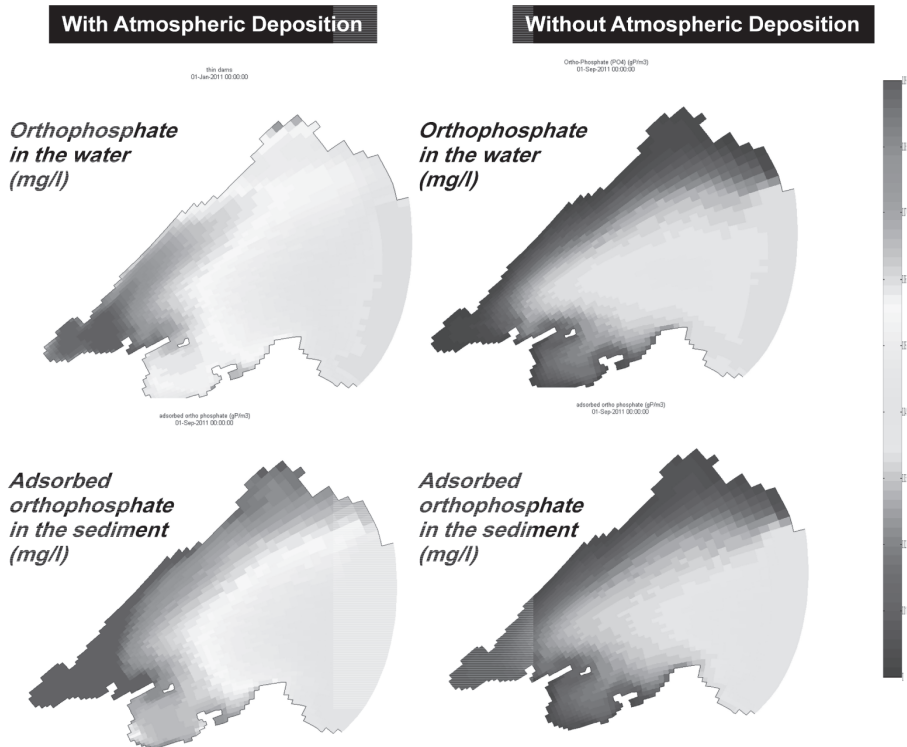 With Atmospheric Deposition
Without Atmospheric Deposition
thin dams
01-Jan-2011 00:00:00
Ortho-Phosphate (PO4) (gP/m3)
01-Sep-2011 00:00:00
Orthophosphate
in the water
(mg/l)
Orthophosphate
in the water
(mg/l)
adsorbed ortho phosphate (gP/m3)
01-Sep-2011 00:00:00
adsorbed ortho phosphate (gP/m3)
01-Sep-2011 00:00:00
Adsorbed
orthophosphate
in the sediment
(mg/l)
Adsorbed
orthophosphate
in the sediment
(mg/l)